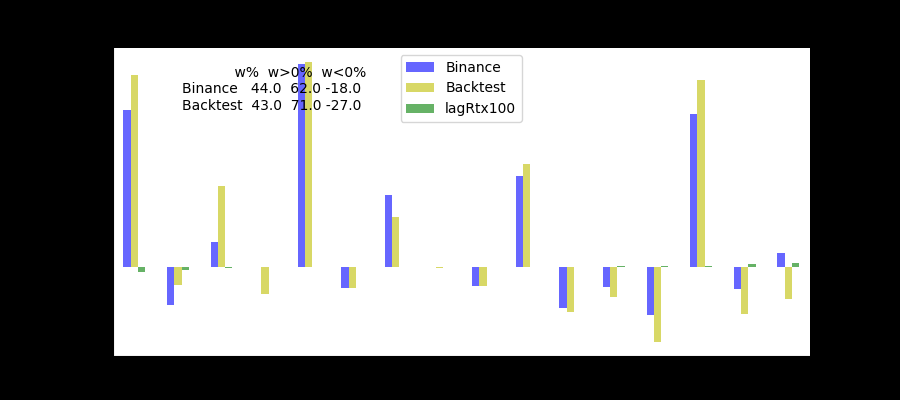 w%  w>0%  w<0%
Binance   44.0  62.0 -18.0
Backtest  43.0  71.0 -27.0
Binance
Backtest
lagRtx100